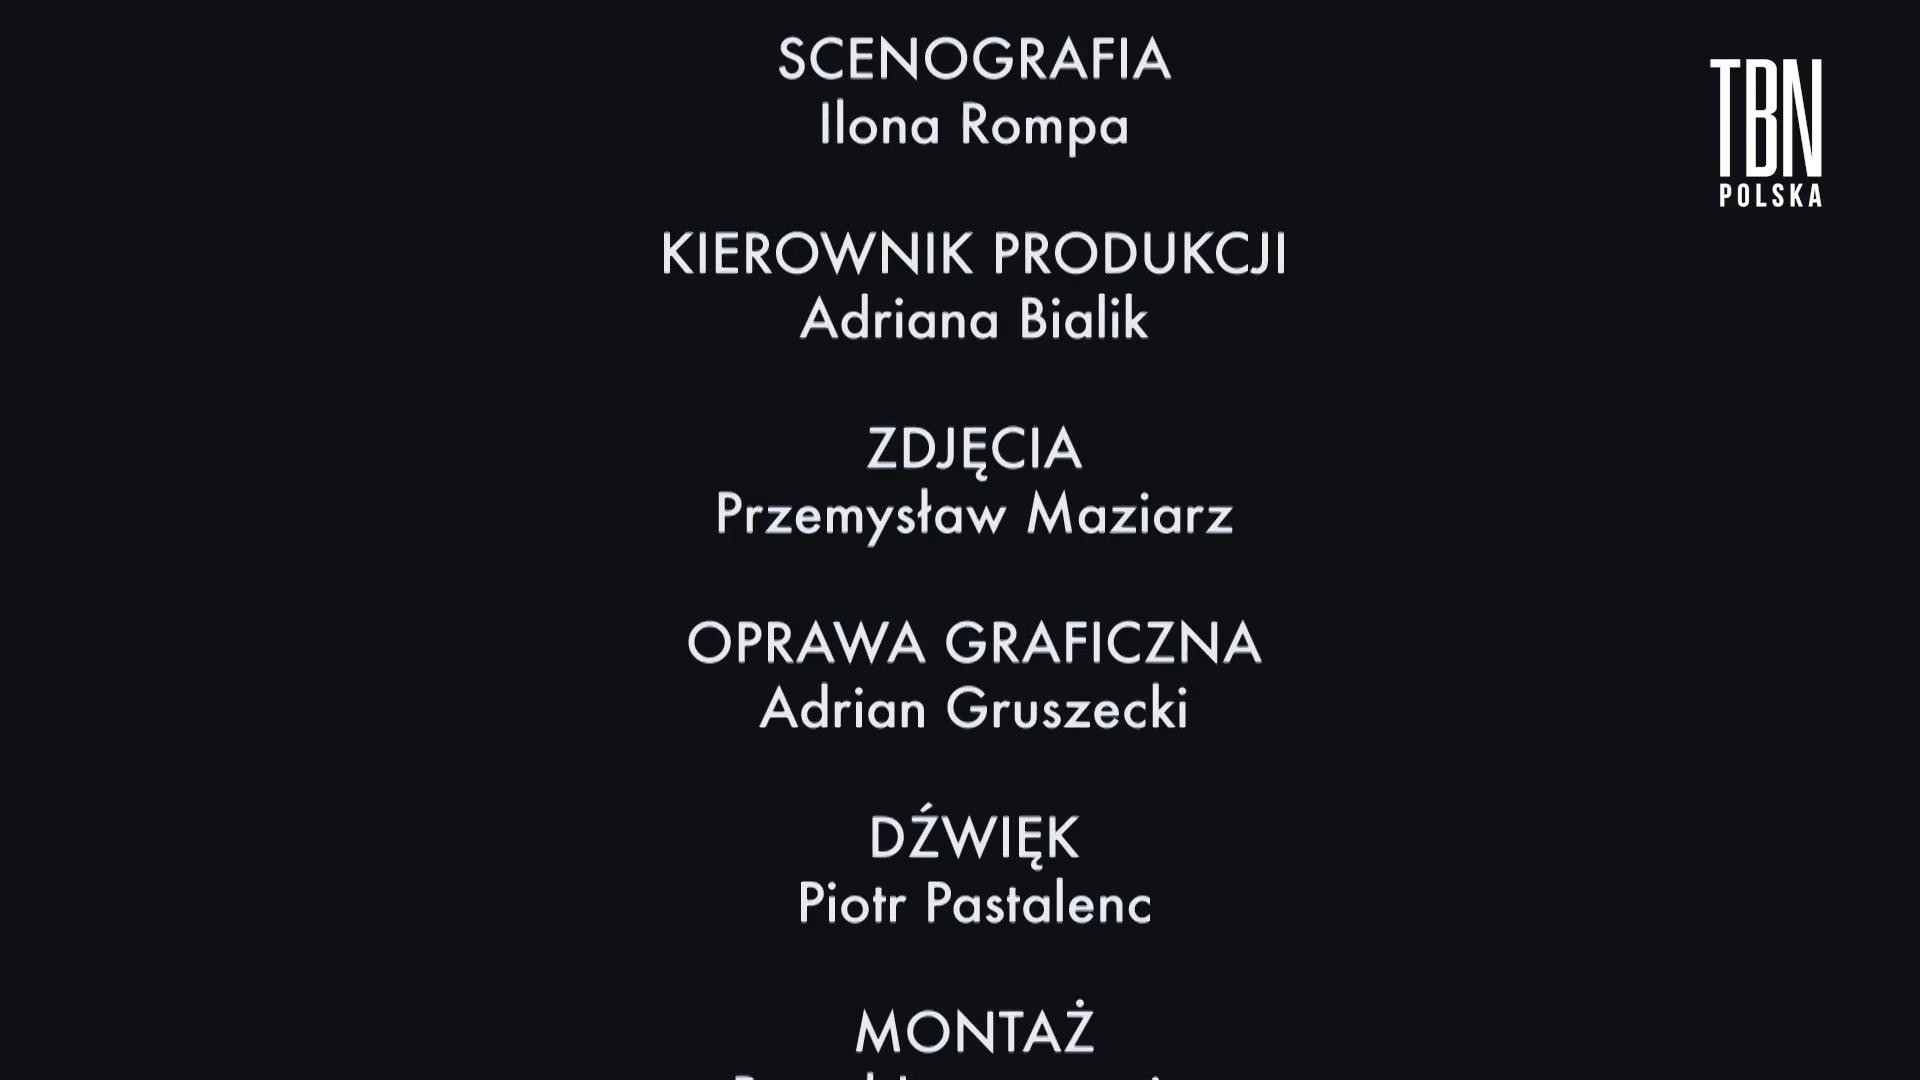 SCENOGRAFIA
Ilona Rompa
KIEROWNIK PRODUKCJI
Adriana Bialik
ZDJĘCIA
Przemysław Maziarz
OPRAWA GRAFICZNA
Adrian Gruszecki
DŹWIĘK
Piotr Pastalenc
MONTAŻ
TBN
POLSKA